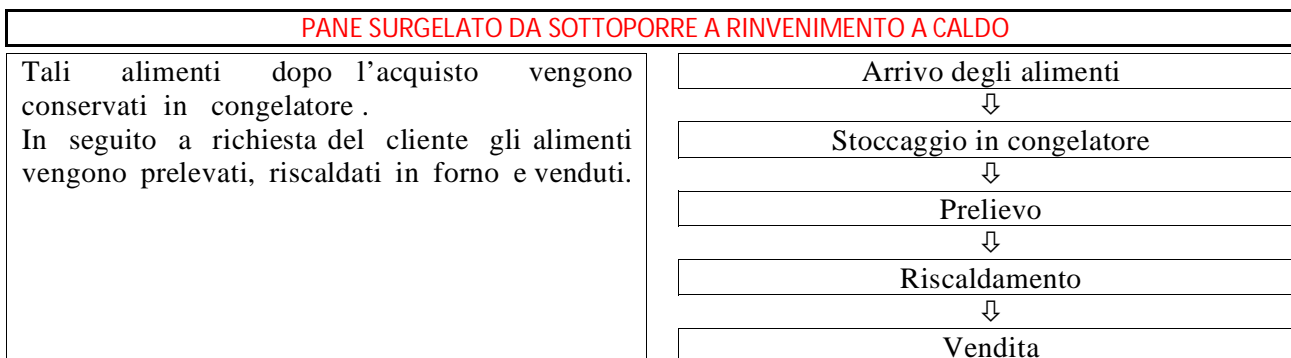 PANE SURGELATO DA SOTTOPORRE A RINVENIMENTO A CALDO
Tali alimenti dopo l’acquisto vengono
conservati in congelatore .
In seguito a richiesta del cliente gli alimenti
vengono prelevati, riscaldati in forno e venduti.
Arrivo degli alimenti
⇩
Stoccaggio in congelatore
⇩
Prelievo
⇩
Riscaldamento
⇩
Vendita